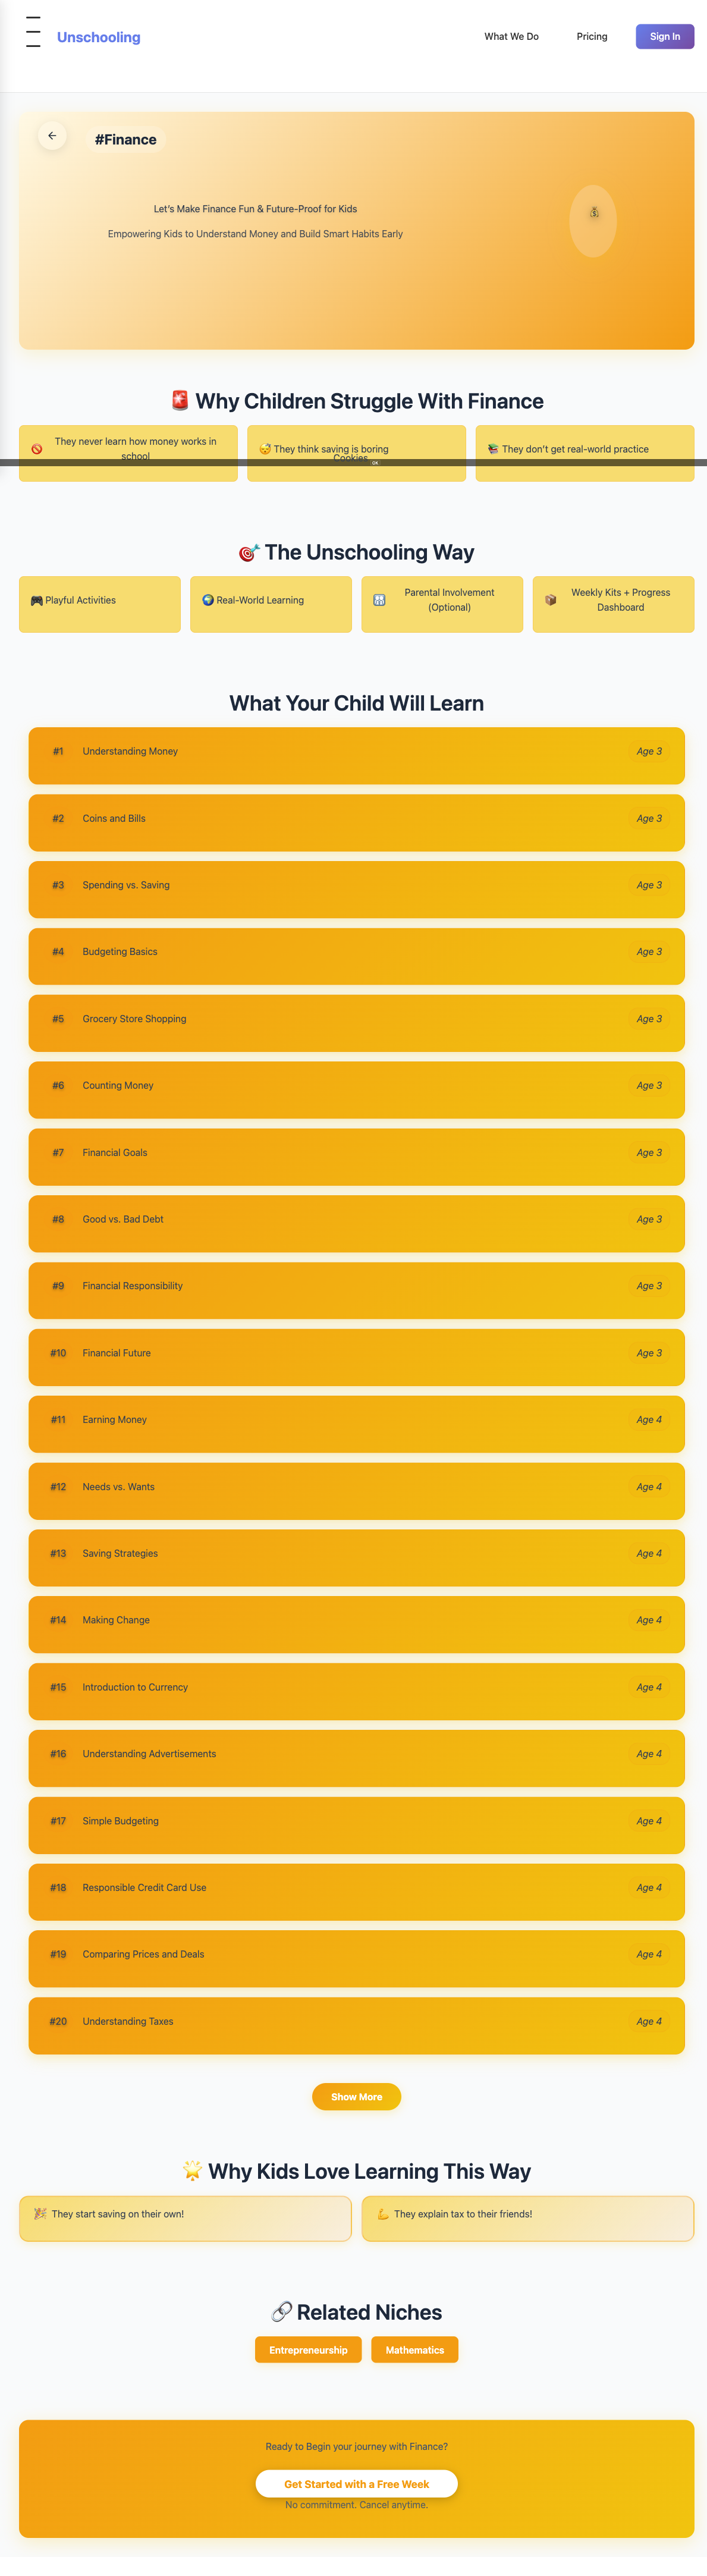 Unschooling
What We Do
Pricing
Sign In
#Finance
Let's Make Finance Fun & Future-Proof for Kids
Empowering Kids to Understand Money and Build Smart Habits Early
Why Children Struggle With Finance
They never learn how money works in
school
They think saving is boring
They don't get real-world practice
Cookies
OK
The Unschooling Way
Playful Activities
Real-World Learning
Parental Involvement
(Optional)
Weekly Kits + Progress
Dashboard
What Your Child Will Learn
#1 Understanding Money Age 3
#2 Coins and Bills Age 3
#3 Spending vs. Saving Age 3
#4 Budgeting Basics Age 3
#5 Grocery Store Shopping Age 3
#6 Counting Money Age 3
#7 Financial Goals Age 3
#8 Good vs. Bad Debt Age 3
#9 Financial Responsibility Age 3
#10 Financial Future Age 3
#11 Earning Money Age 4
#12 Needs vs. Wants Age 4
#13 Saving Strategies Age 4
#14 Making Change Age 4
#15 Introduction to Currency Age 4
#16 Understanding Advertisements Age 4
#17 Simple Budgeting Age 4
#18 Responsible Credit Card Use Age 4
#19 Comparing Prices and Deals Age 4
#20 Understanding Taxes Age 4
Show More
Why Kids Love Learning This Way
They start saving on their own!
They explain tax to their friends!
Related Niches
Entrepreneurship
Mathematics
Ready to Begin your journey with Finance?
Get Started with a Free Week
No commitment. Cancel anytime.